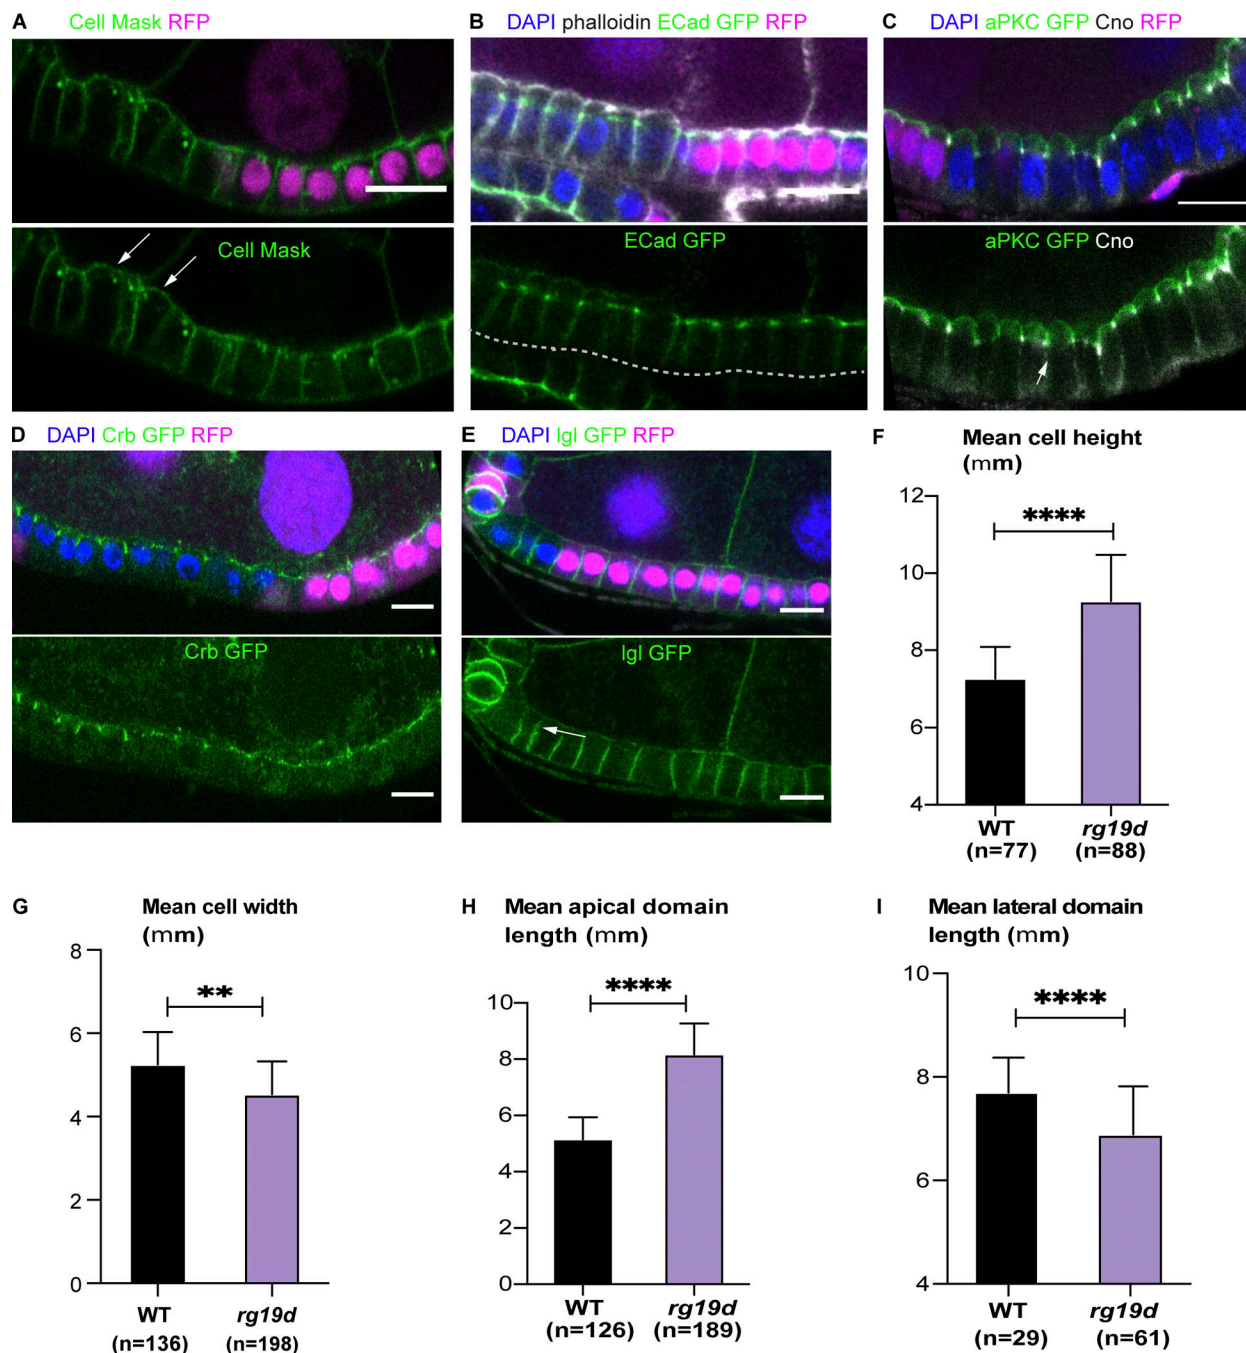 A Cell Mask RFP
Cell Mask
B DAPI phalloidin ECad GFP RFP
ECad GFP
C DAPI aPKC GFP Cno RFP
aPKC GFP Cno
D DAPI Crb GFP RFP
Crb GFP
E DAPI lgl GFP RFP
lgl GFP
F Mean cell height
(mm)
12
10
8
6
4
****
WT
(n=77)
rg19d
(n=88)
G Mean cell width
(mm)
8
6
4
2
0
**
WT
(n=136)
rg19d
(n=198)
H Mean apical domain
length (mm)
10
8
6
4
2
0
****
WT
(n=126)
rg19d
(n=189)
I Mean lateral domain
length (mm)
10
8
6
4
****
WT
(n=29)
rg19d
(n=61)